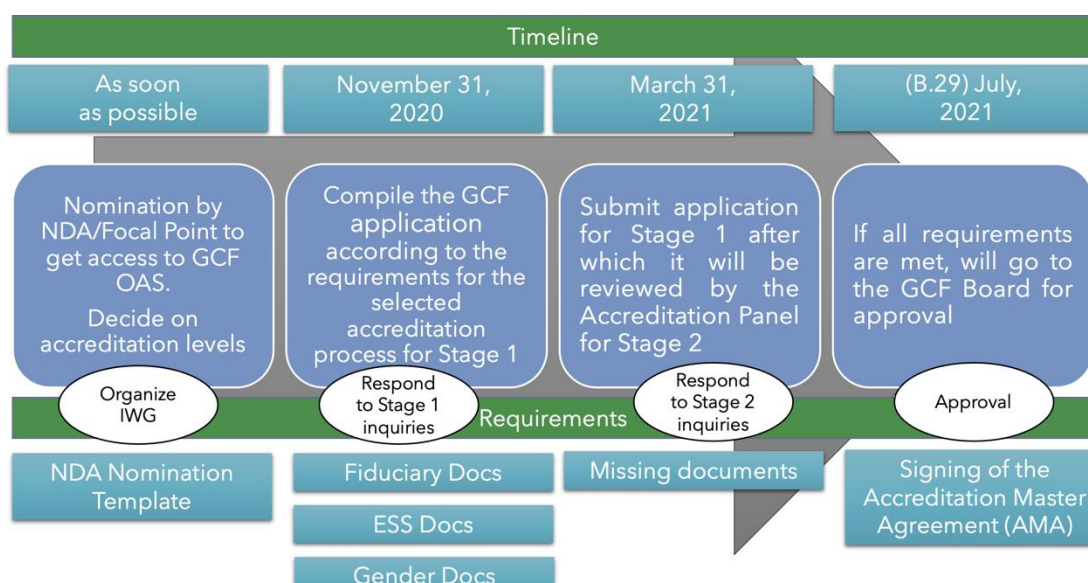 Timeline
As soon
as possible
November 31,
2020
March 31,
2021
(B.29) July,
2021
Nomination by
NDA/Focal Point to
get access to GCF
OAS.
Decide on
accreditation levels
Compile the GCF
application
according to the
requirements for the
selected
accreditation
process for Stage 1
Submit application
for Stage 1 after
which it will be
reviewed by the
Accreditation Panel
for Stage 2
If all requirements
are met, will go to
the GCF Board for
approval
Organize
IWG
Respond
to Stage 1
inquiries
Respond
to Stage 2
inquiries
Approval
Requirements
NDA Nomination
Template
Fiduciary Docs
ESS Docs
Gender Docs
Missing documents
Signing of the
Accreditation Master
Agreement (AMA)